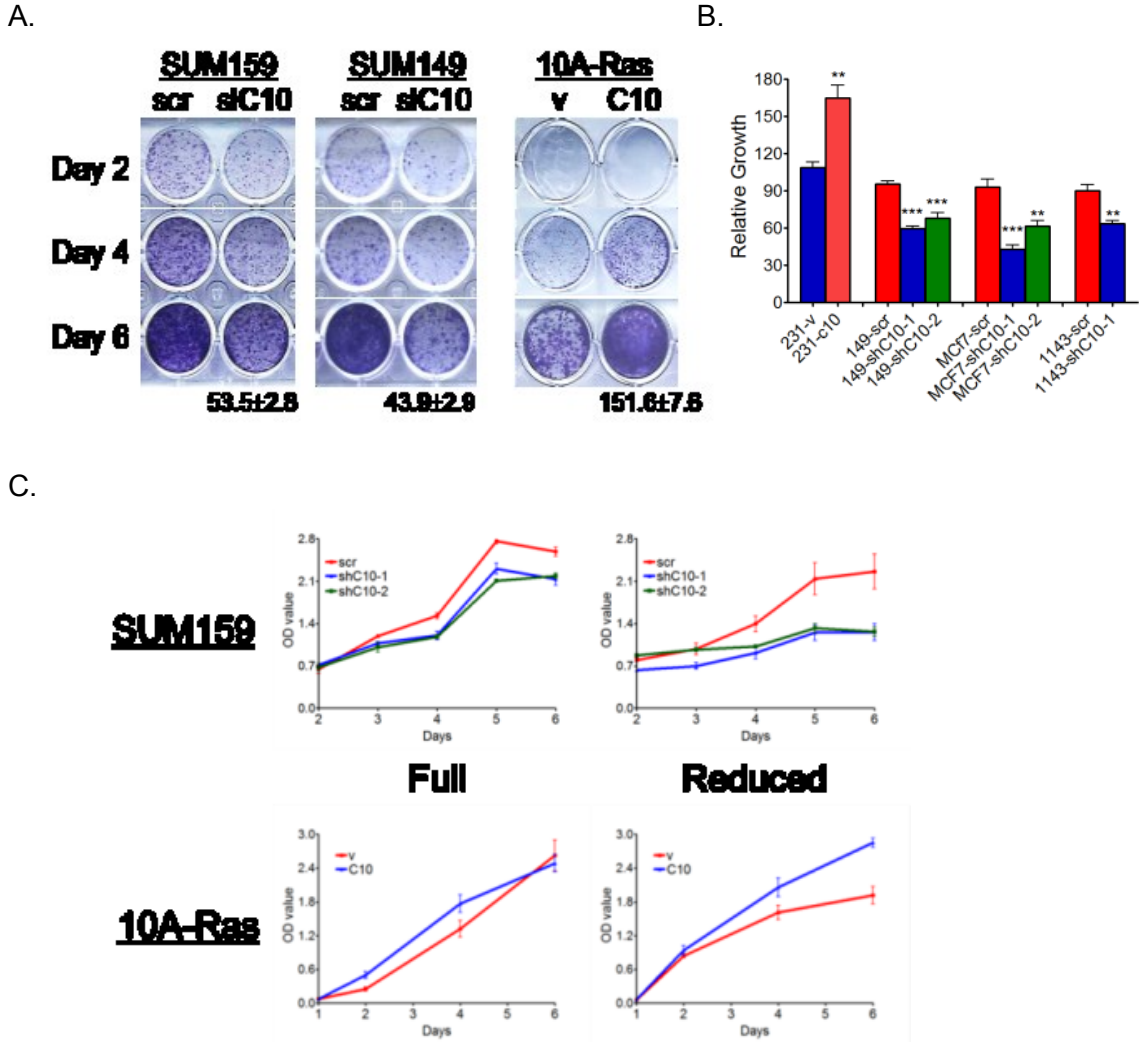 A.
B.
SUM159 SUM149 10A-Ras
scr siC10 scr siC10 v C10
Day 2
Day 4
Day 6
53.5±2.8 43.9±2.9 151.6±7.6
Relative Growth
180
150
120
90
60
30
0
** *** *** *** ** **
231-v
231-c10
149-scr
149-shC10-1
149-shC10-2
MCf7-scr
MCF7-shC10-1
MCF7-shC10-2
1143-scr
1143-shC10-1
C.
SUM159
OD value
2.8
2.1
1.4
0.7
0.0
scr
shC10-1
shC10-2
2 3 4 5 6
Days
OD value
2.8
2.1
1.4
0.7
0.0
scr
shC10-1
shC10-2
2 3 4 5 6
Days
Full Reduced
10A-Ras
OD value
3.0
2.4
1.8
1.2
0.6
0.0
v
C10
1 2 3 4 5 6
Days
OD value
3.0
2.4
1.8
1.2
0.6
0.0
v
C10
1 2 3 4 5 6
Days